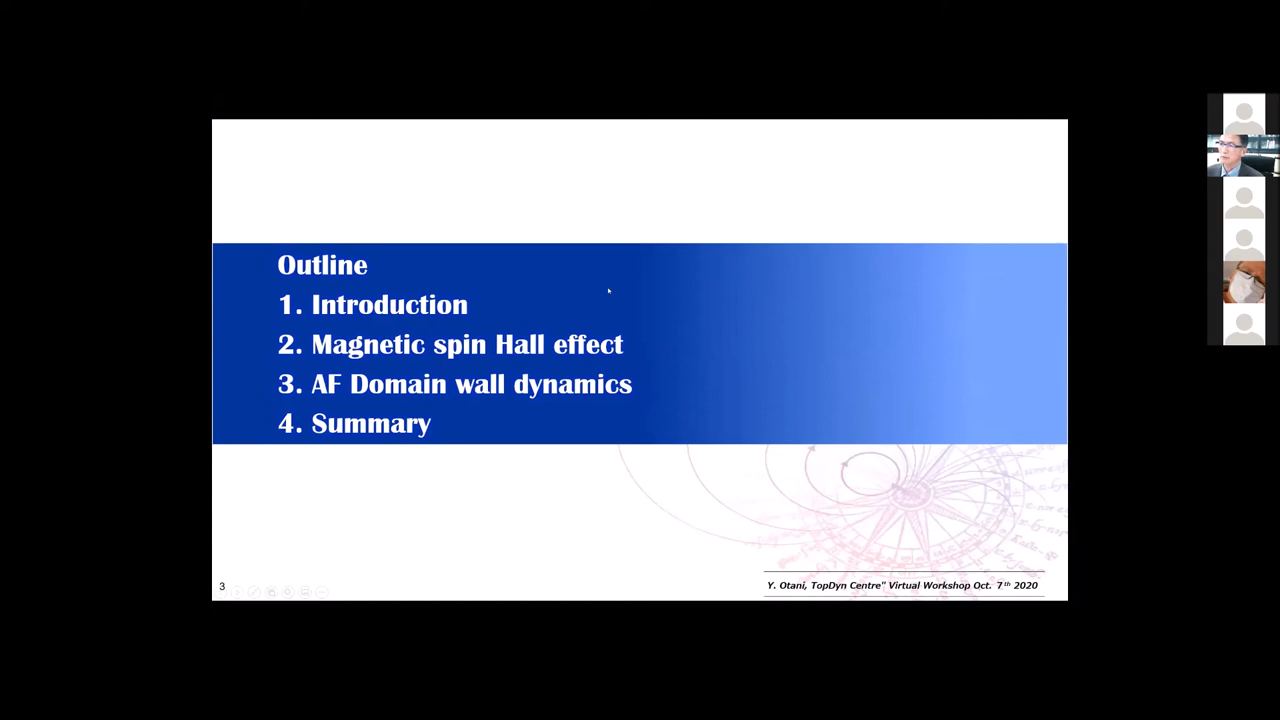 Outline
1. Introduction
2. Magnetic spin Hall effect
3. AF Domain wall dynamics
4. Summary
3
Y. Otani, TopDyn Centre" Virtual Workshop Oct. 7th 2020